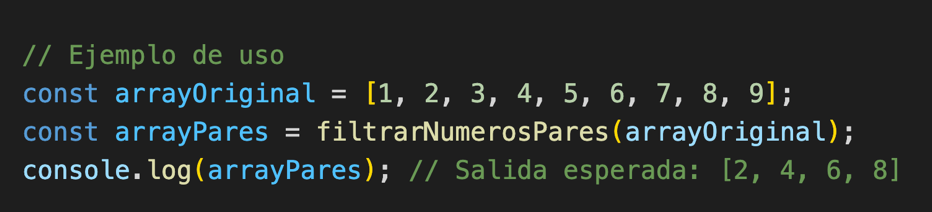 // Ejemplo de uso
const arrayOriginal = [1, 2, 3, 4, 5, 6, 7, 8, 9];
const arrayPares = filtrarNumerosPares(arrayOriginal);
console.log(arrayPares); // Salida esperada: [2, 4, 6, 8]